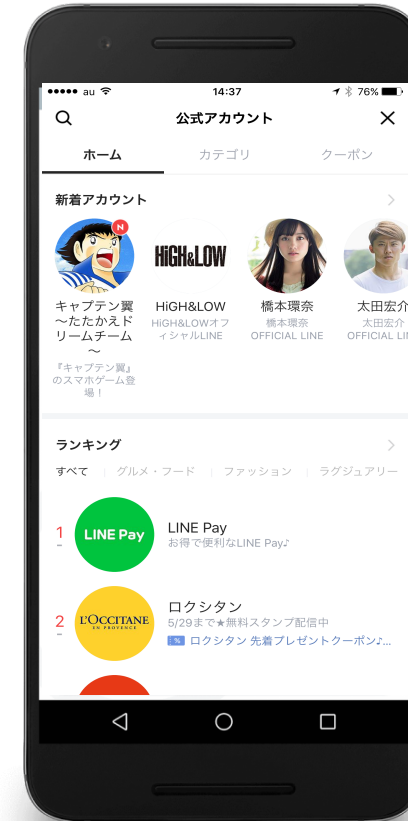 au 14:37 76%
公式アカウント
ホーム カテゴリ クーポン
新着アカウント
N
HiGH&LOW
キャプテン翼
〜たたかえド
リームチーム
〜
『キャプテン翼』
のスマホゲーム登
場！
HiGH&LOW
HiGH&LOWオフ
ィシャルLINE
橋本環奈
橋本環奈
OFFICIAL LINE
太田宏介
太田宏介
OFFICIAL LIN
ランキング
すべて グルメ・フード ファッション ラグジュアリー
1
LINE Pay
LINE Pay
お得で便利なLINE Pay♪
2
L'OCCITANE
EN PROVENCE
ロクシタン
5/29まで★無料スタンプ配信中
% ロクシタン 先着プレゼントクーポン♪...